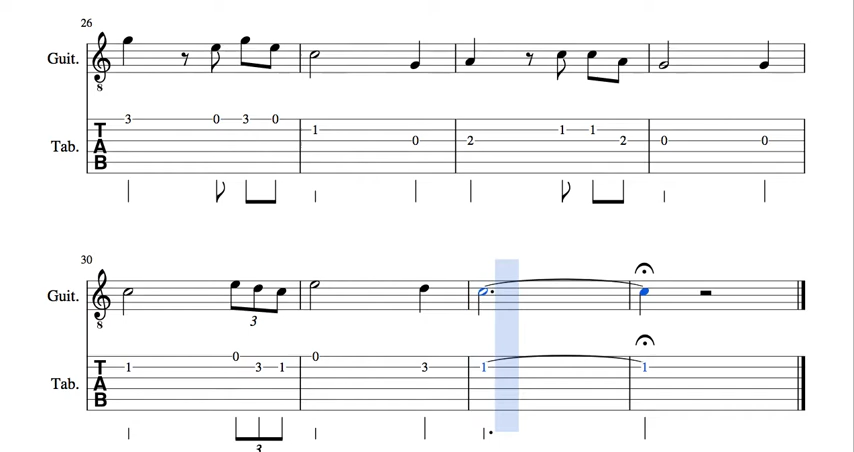 26
Guit.
8
3 0 3 0 1 0 2 1 1 2 0 0
T
Tab. A
B
30
Guit.
8
3
1 0 3 1 0 3 1 1
T
Tab. A
B
3